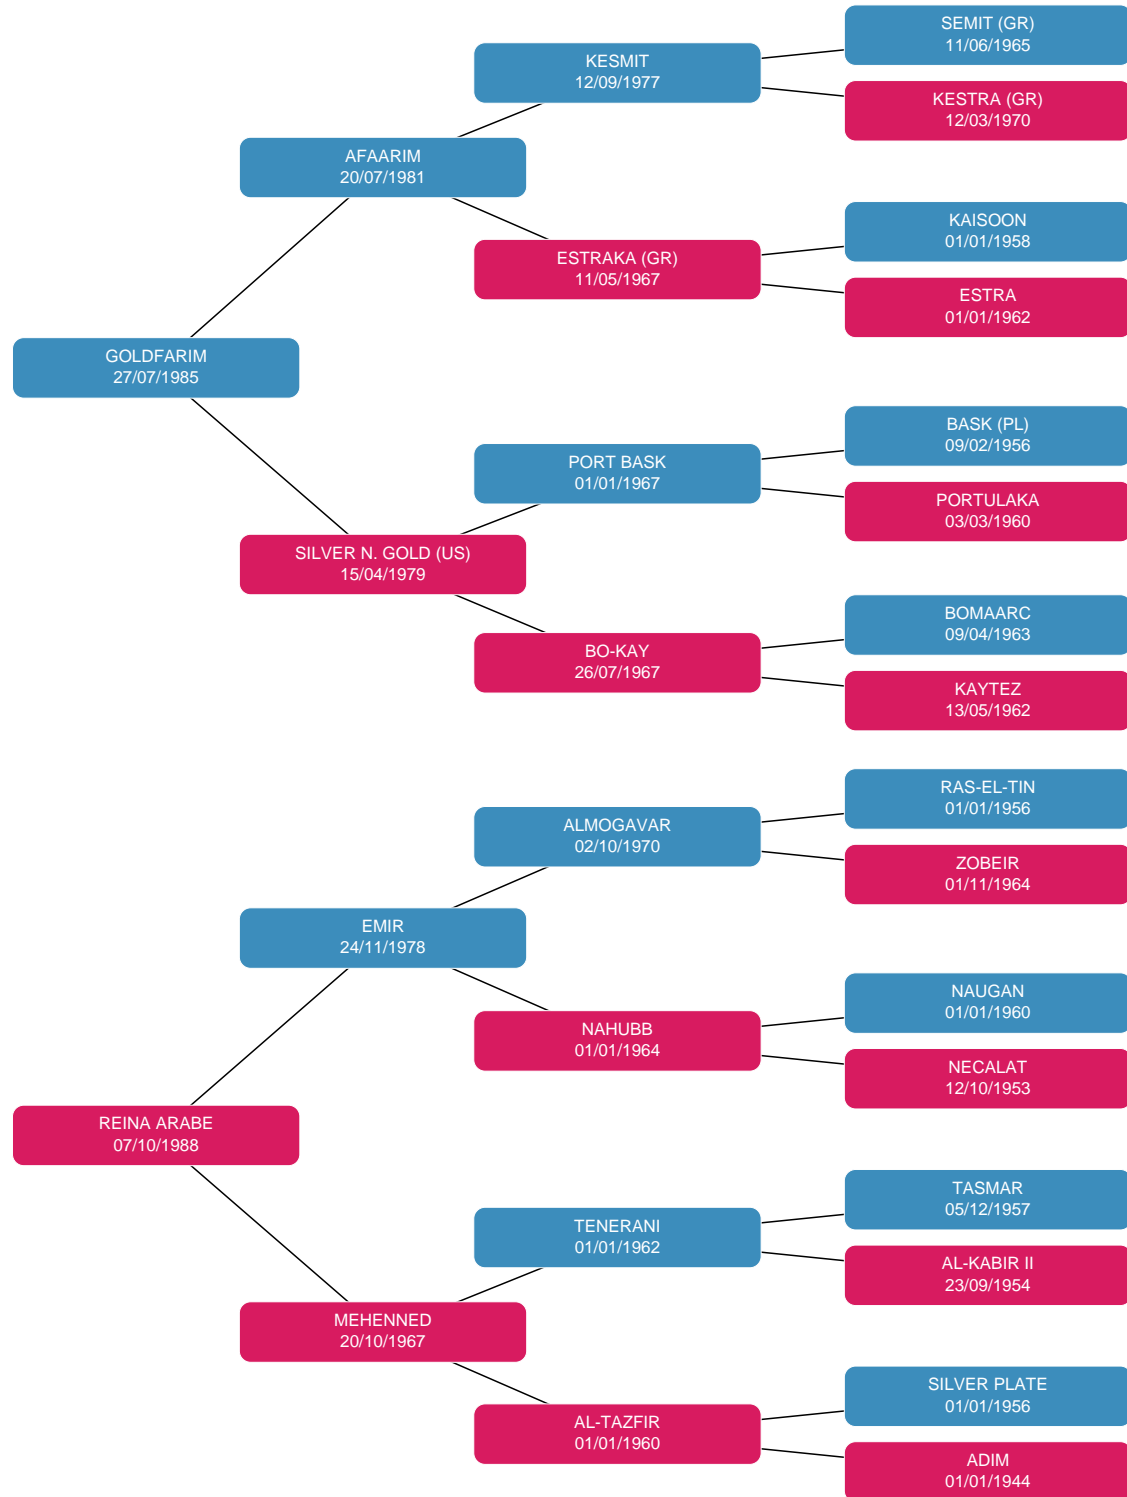 SEMIT (GR)
11/06/1965
KESMIT
12/09/1977
KESTRA (GR)
12/03/1970
AFAARIM
20/07/1981
KAISOON
01/01/1958
ESTRAKA (GR)
11/05/1967
ESTRA
01/01/1962
GOLDFARIM
27/07/1985
BASK (PL)
09/02/1956
PORT BASK
01/01/1967
PORTULAKA
03/03/1960
SILVER N. GOLD (US)
15/04/1979
BOMAARC
09/04/1963
BO-KAY
26/07/1967
KAYTEZ
13/05/1962
RAS-EL-TIN
01/01/1956
ALMOGAVAR
02/10/1970
ZOBEIR
01/11/1964
EMIR
24/11/1978
NAUGAN
01/01/1960
NAHUBB
01/01/1964
NECALAT
12/10/1953
REINA ARABE
07/10/1988
TASMAR
05/12/1957
TENERANI
01/01/1962
AL-KABIR II
23/09/1954
MEHENNED
20/10/1967
SILVER PLATE
01/01/1956
AL-TAZFIR
01/01/1960
ADIM
01/01/1944